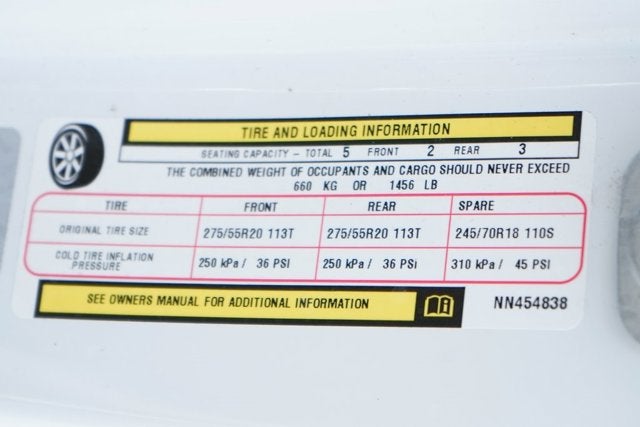 TIRE AND LOADING INFORMATION
SEATING CAPACITY - TOTAL 5 FRONT 2 REAR 3
THE COMBINED WEIGHT OF OCCUPANTS AND CARGO SHOULD NEVER EXCEED
660 KG OR 1456 LB
TIRE FRONT REAR SPARE
ORIGINAL TIRE SIZE 275/55R20 113T 275/55R20 113T 245/70R18 110S
COLD TIRE INFLATION
PRESSURE 250 kPa / 36 PSI 250 kPa / 36 PSI 310 kPa / 45 PSI
SEE OWNERS MANUAL FOR ADDITIONAL INFORMATION NN454838